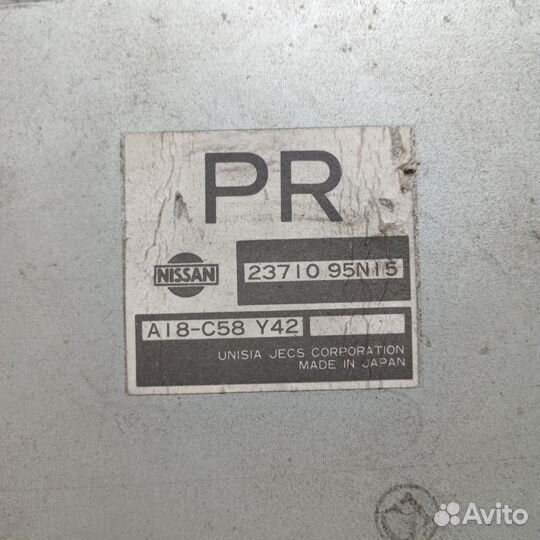 PR
NISSAN
23710 95N15
A18-C58 Y42
UNISIA JECS CORPORATION
MADE IN JAPAN
Avito